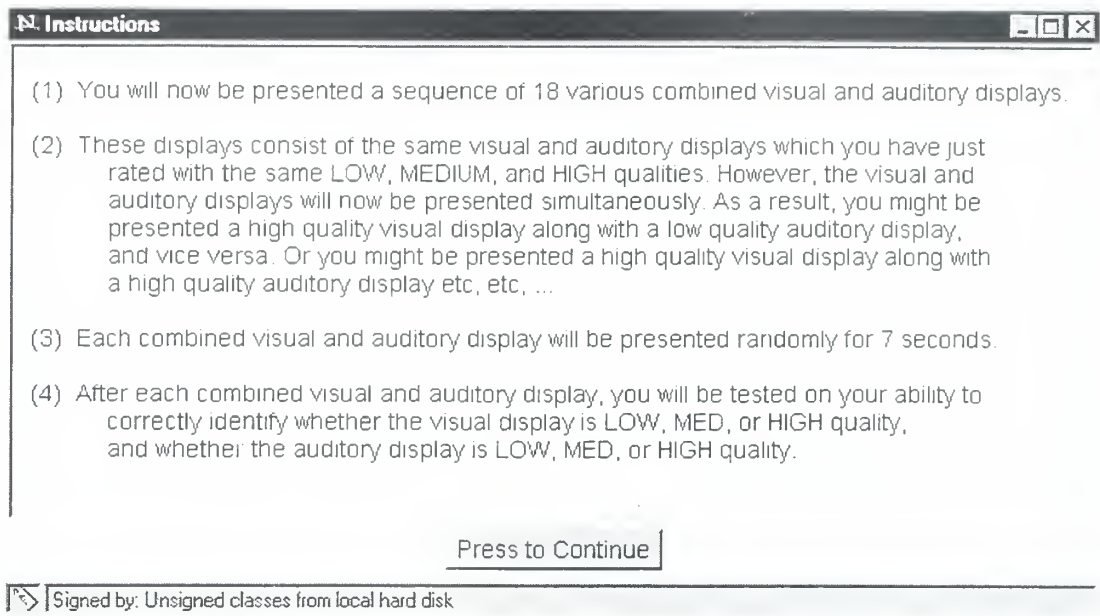 N Instructions
(1) You will now be presented a sequence of 18 various combined visual and auditory displays.
(2) These displays consist of the same visual and auditory displays which you have just
rated with the same LOW, MEDIUM, and HIGH qualities. However, the visual and
auditory displays will now be presented simultaneously. As a result, you might be
presented a high quality visual display along with a low quality auditory display,
and vice versa. Or you might be presented a high quality visual display along with
a high quality auditory display etc, etc, ...
(3) Each combined visual and auditory display will be presented randomly for 7 seconds.
(4) After each combined visual and auditory display, you will be tested on your ability to
correctly identify whether the visual display is LOW, MED, or HIGH quality,
and whether the auditory display is LOW, MED, or HIGH quality.
Press to Continue
Signed by: Unsigned classes from local hard disk